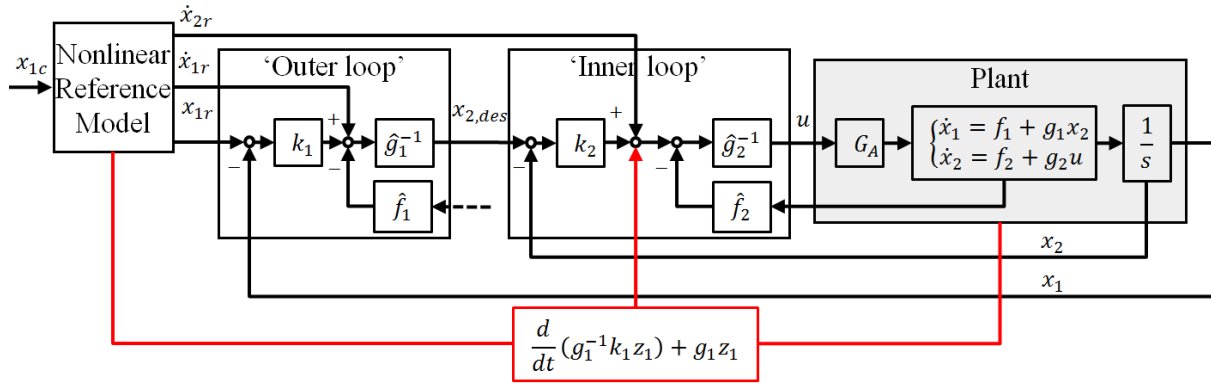 ẋ₂ᵣ
x₁c
Nonlinear
Reference
Model
ẋ₁ᵣ
x₁ᵣ
‘Outer loop’
−
k₁
+
−
ĝ₁⁻¹
f̂₁
x₂,des
‘Inner loop’
−
k₂
+
−
ĝ₂⁻¹
f̂₂
u
Plant
G_A
{ẋ₁ = f₁ + g₁x₂
ẋ₂ = f₂ + g₂u
1
s
x₂
x₁
d
dt
(g₁⁻¹k₁z₁) + g₁z₁